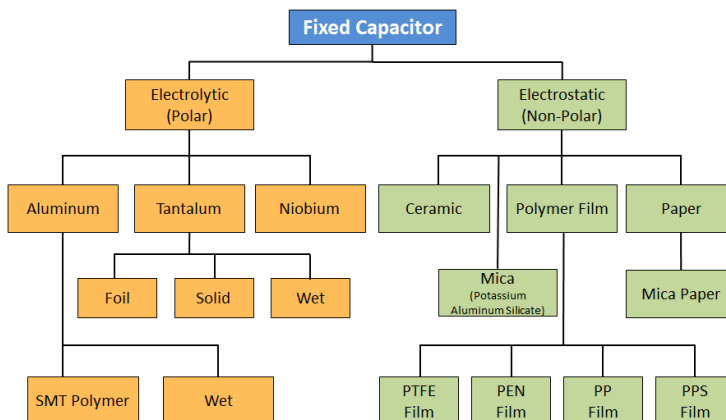 Fixed Capacitor
Electrolytic
(Polar)
Electrostatic
(Non-Polar)
Aluminum
Tantalum
Niobium
Ceramic
Polymer Film
Paper
Foil
Solid
Wet
Mica
(Potassium
Aluminum Silicate)
Mica Paper
SMT Polymer
Wet
PTFE
Film
PEN
Film
PP
Film
PPS
Film